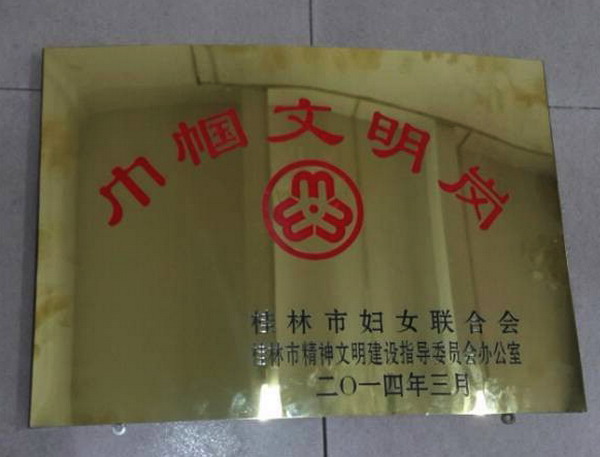 巾帼文明岗
桂林市妇女联合会
桂林市精神文明建设指导委员会办公室
二〇一四年三月